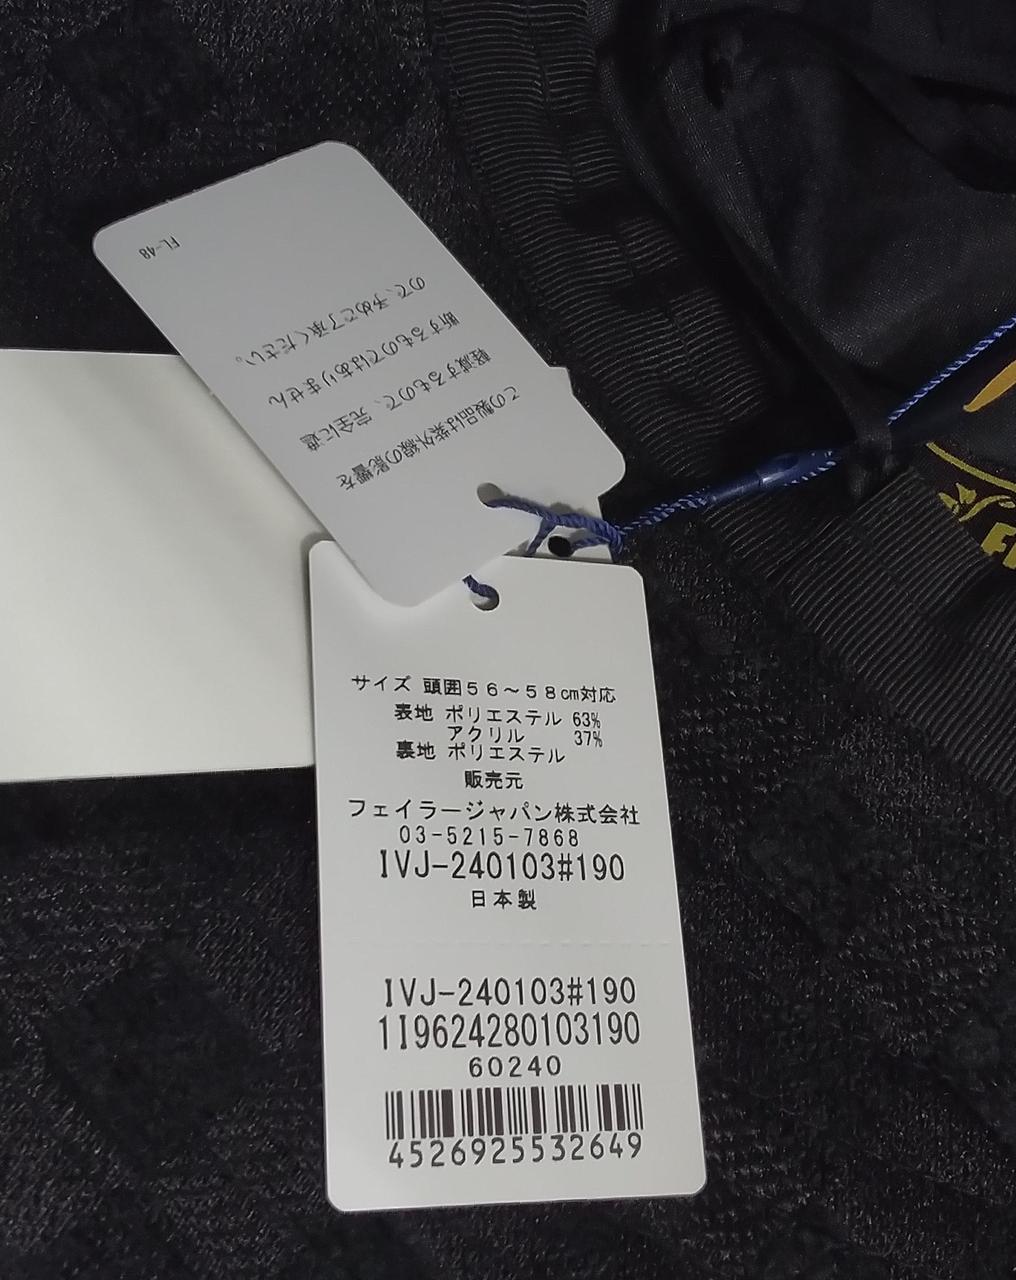 この製品は紫外線の影響を
軽減するもので、完全に遮
断するものではありません
ので、予めご了承ください。
FL-48
サイズ 頭囲56～58cm対応
表地 ポリエステル 63%
アクリル 37%
裏地 ポリエステル
販売元
フェイラージャパン株式会社
03-5215-7868
IVJ-240103#190
日本製
IVJ-240103#190
1I9624280103190
60240
4526925532649